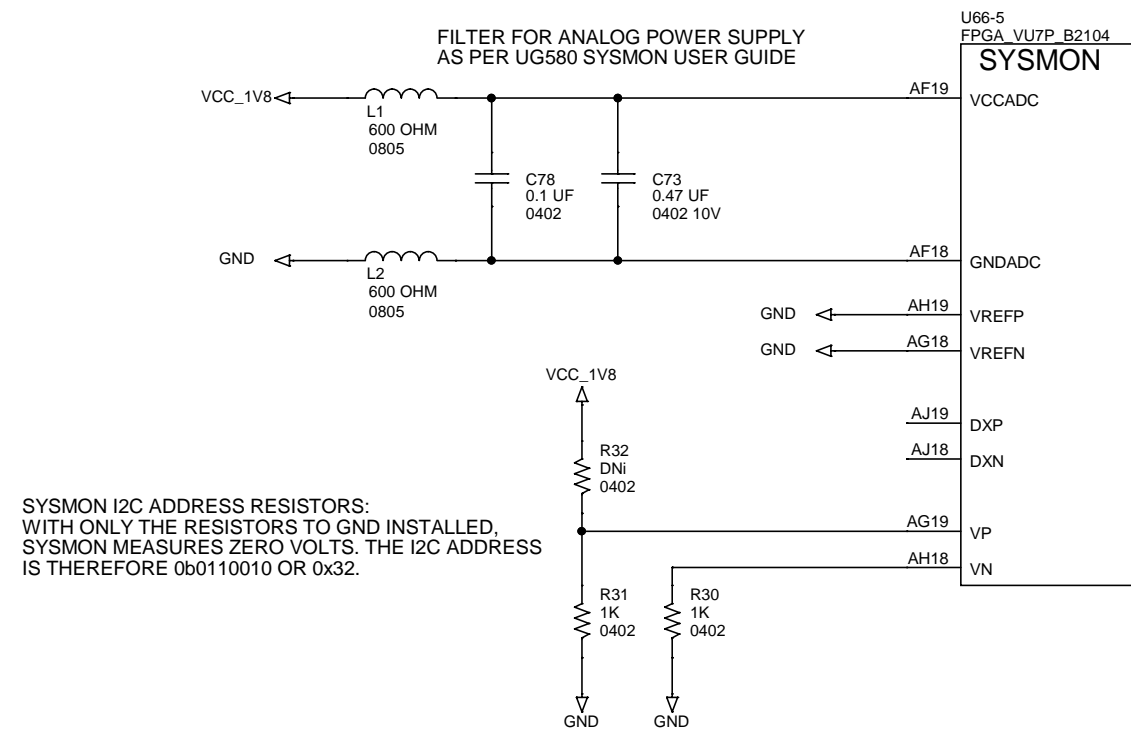 U66-5
FPGA_VU7P_B2104
SYSMON
FILTER FOR ANALOG POWER SUPPLY
AS PER UG580 SYSMON USER GUIDE
VCC_1V8
L1
600 OHM
0805
AF19
VCCADC
C78
0.1 UF
0402
C73
0.47 UF
0402 10V
GND
L2
600 OHM
0805
AF18
GNDADC
GND
AH19
VREFP
GND
AG18
VREFN
VCC_1V8
AJ19
DXP
AJ18
DXN
R32
DNi
0402
SYSMON I2C ADDRESS RESISTORS:
WITH ONLY THE RESISTORS TO GND INSTALLED,
SYSMON MEASURES ZERO VOLTS. THE I2C ADDRESS
IS THEREFORE 0b0110010 OR 0x32.
AG19
VP
AH18
VN
R31
1K
0402
R30
1K
0402
GND
GND